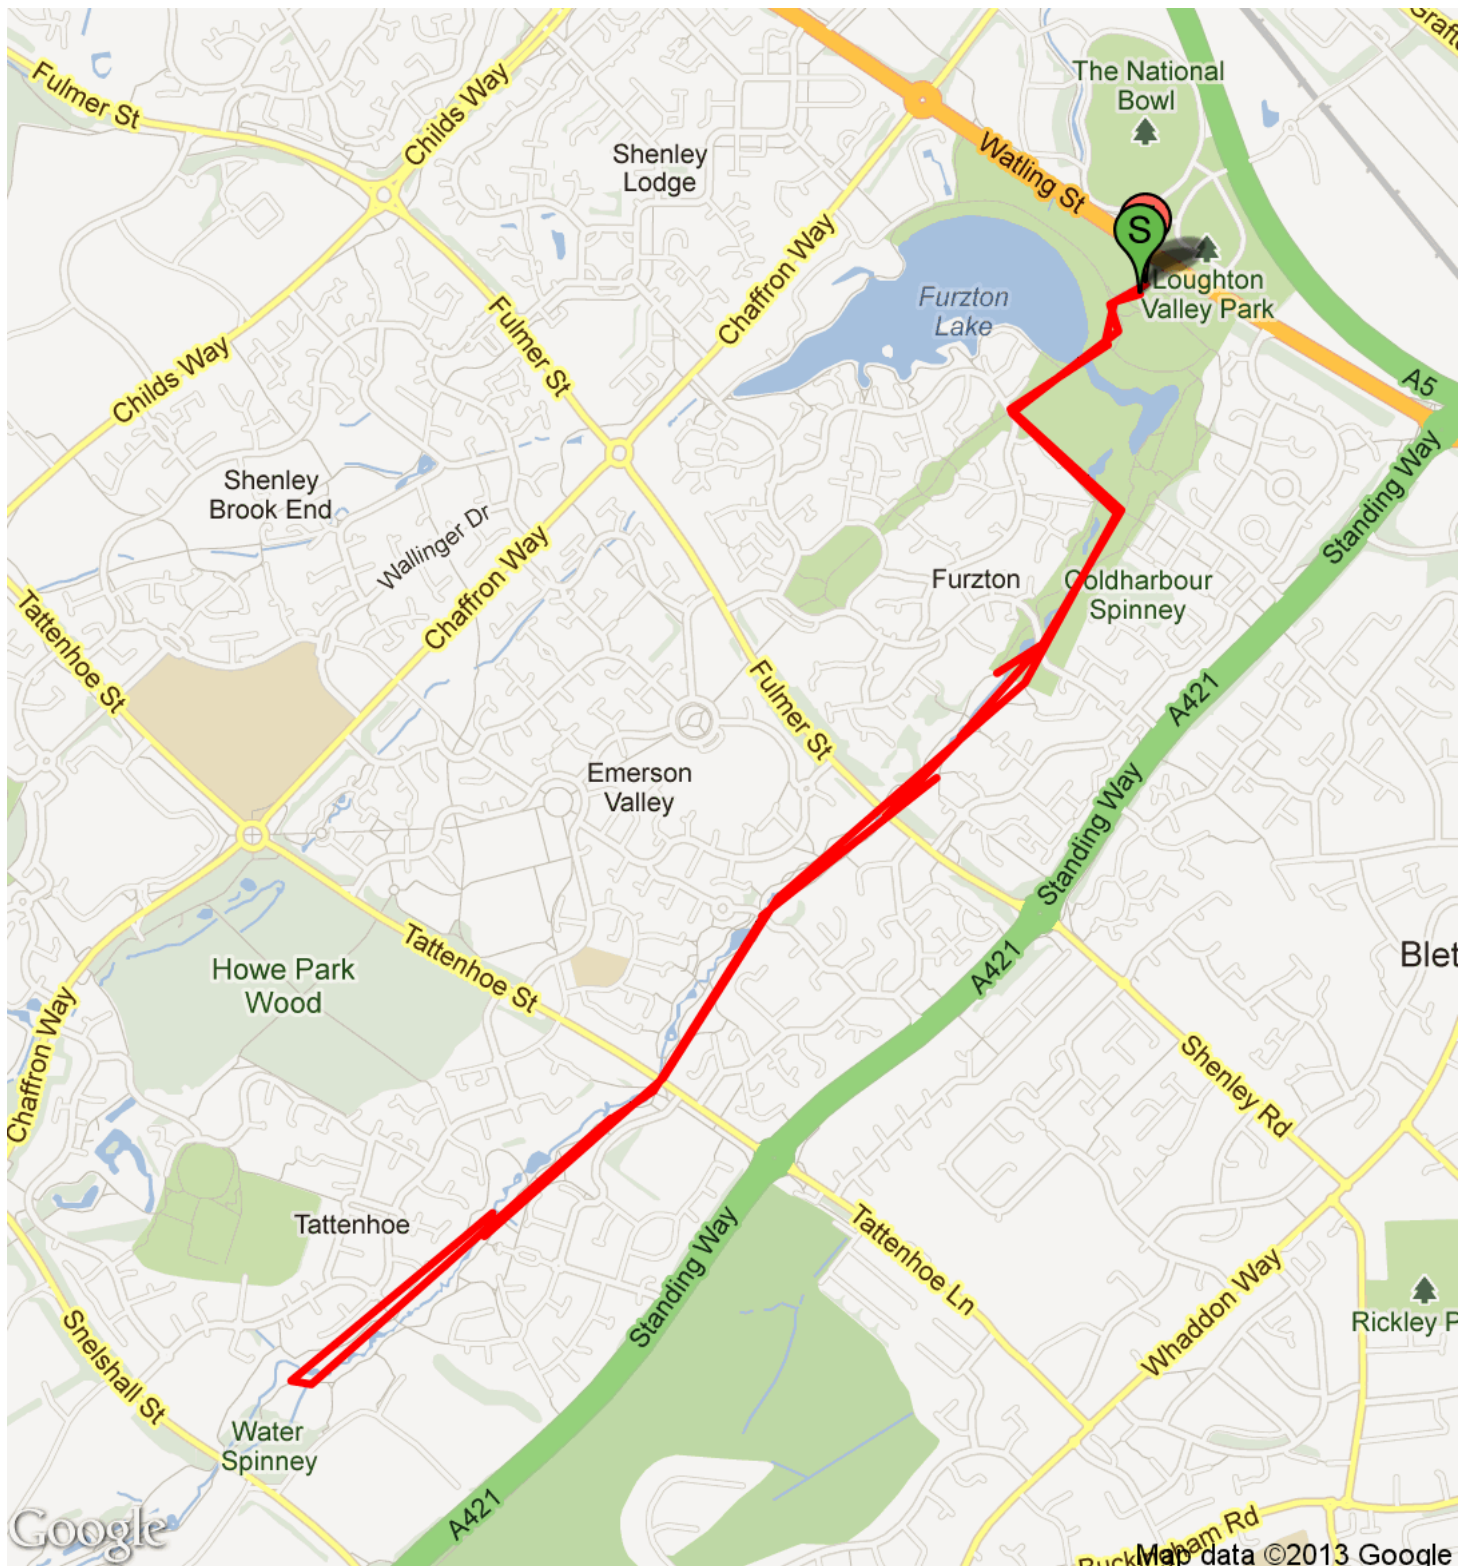 Fulmer St
Childs Way
The National
Bowl
Grafto
Shenley
Lodge
Watling St
Chaffron Way
S
Furzton
Lake
Loughton
Valley Park
Fulmer St
Childs Way
A5
Standing Way
Shenley
Brook End
Wallinger Dr
Chaffron Way
Furzton
Coldharbour
Spinney
Tattenhoe St
Fulmer St
A421
Emerson
Valley
Standing Way
Howe Park
Wood
Tattenhoe St
A421
Blet
Chaffron Way
Shenley Rd
Tattenhoe
Standing Way
Tattenhoe Ln
Whaddon Way
Rickley P
Snelshall St
Water
Spinney
A421
Google
Buckingham Rd
Map data ©2013 Google